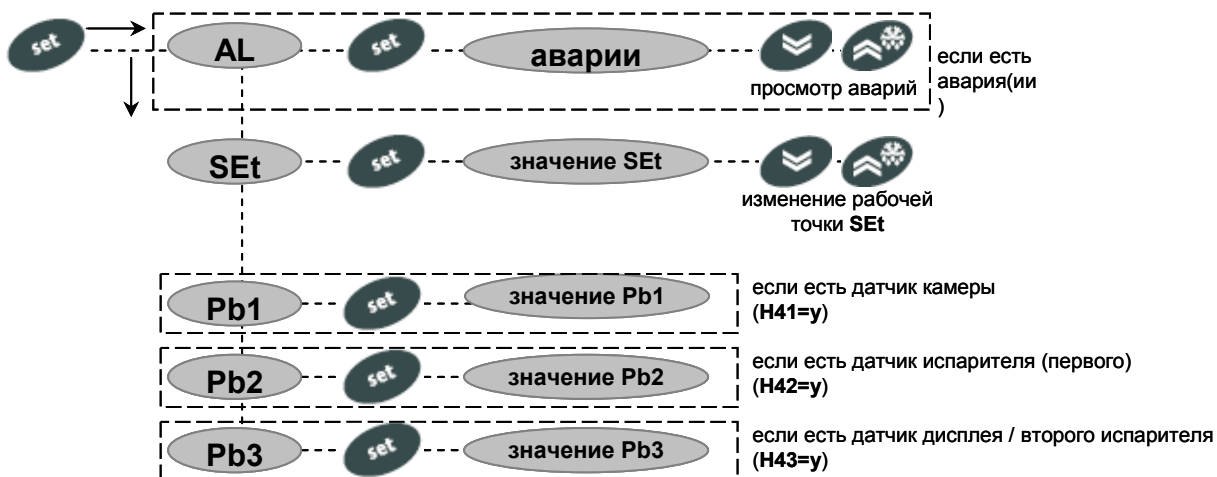 set
AL
set
аварии
просмотр аварий
если есть
авария(ии
)
SEt
set
значение SEt
изменение рабочей
точки SEt
Pb1
set
значение Pb1
если есть датчик камеры
(H41=y)
Pb2
set
значение Pb2
если есть датчик испарителя (первого)
(H42=y)
Pb3
set
значение Pb3
если есть датчик дисплея / второго испарителя
(H43=y)